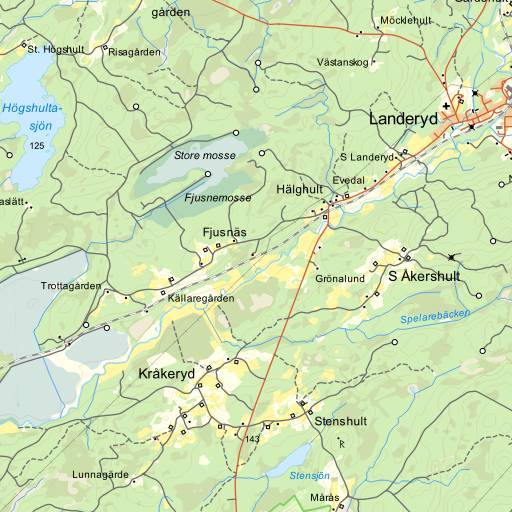 gården
Möcklehult
St. Högshult
Risagården
Västanskog
Högshulta-
sjön
125
Landeryd
Store mosse
S Landeryd
Evedal
Hälghult
Fjusnemosse
Fjusnäs
S Åkershult
Grönalund
Trottagården
Källaregården
Spelarebäcken
Kråkeryd
Stenshult
143
R
Lunnagärde
Stensjön
Mårås